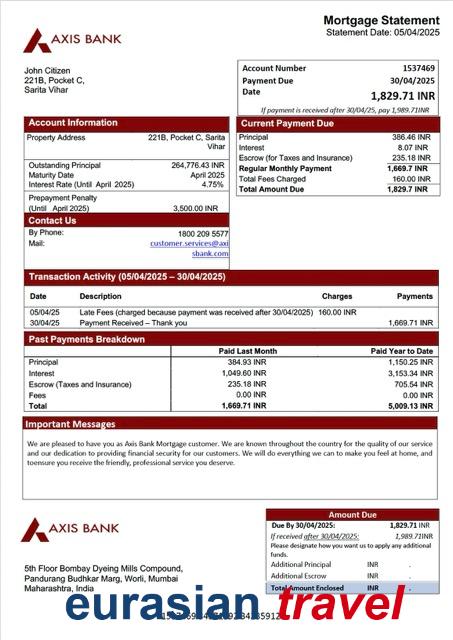 Mortgage Statement
Statement Date: 05/04/2025
AXIS BANK
John Citizen
221B, Pocket C,
Sarita Vihar
Account Number 1537469
Payment Due 30/04/2025
Date
1,829.71 INR
If payment is received after 30/04/25, pay 1,989.71INR
Account Information
Property Address 221B, Pocket C, Sarita
Vihar
Outstanding Principal 264,776.43 INR
Maturity Date April 2025
Interest Rate (Until April 2025) 4.75%
Prepayment Penalty
(Until April 2025) 3,500.00 INR
Contact Us
By Phone: 1800 209 5577
Mail: customer.services@axi
sbank.com
Current Payment Due
Principal 386.46 INR
Interest 8.07 INR
Escrow (for Taxes and Insurance) 235.18 INR
Regular Monthly Payment 1,669.7 INR
Total Fees Charged 160.00 INR
Total Amount Due 1,829.7 INR
Transaction Activity (05/04/2025 – 30/04/2025)
Date Description Charges Payments
05/04/25 Late Fees (charged because payment was received after 30/04/2025) 160.00 INR
30/04/25 Payment Received – Thank you 1,669.71 INR
Past Payments Breakdown
Paid Last Month Paid Year to Date
Principal 384.93 INR 1,150.25 INR
Interest 1,049.60 INR 3,153.34 INR
Escrow (Taxes and Insurance) 235.18 INR 705.54 INR
Fees 0.00 INR 0.00 INR
Total 1,669.71 INR 5,009.13 INR
Important Messages
We are pleased to have you as Axis Bank Mortgage customer. We are known throughout the country for the quality of our service
and our dedication to providing financial security for our customers. We will do everything we can to make you feel at home, and
toensure you receive the friendly, professional service you deserve.
AXIS BANK
5th Floor Bombay Dyeing Mills Compound,
Pandurang Budhkar Marg, Worli, Mumbai
Maharashtra, India
Amount Due
Due By 30/04/2025: 1,829.71 INR
If received after 30/04/2025: 1,989.71INR
Please designate how you want us to apply any additional
funds.
Additional Principal INR .
Additional Escrow INR .
Total Amount Enclosed INR .
eurasian travel